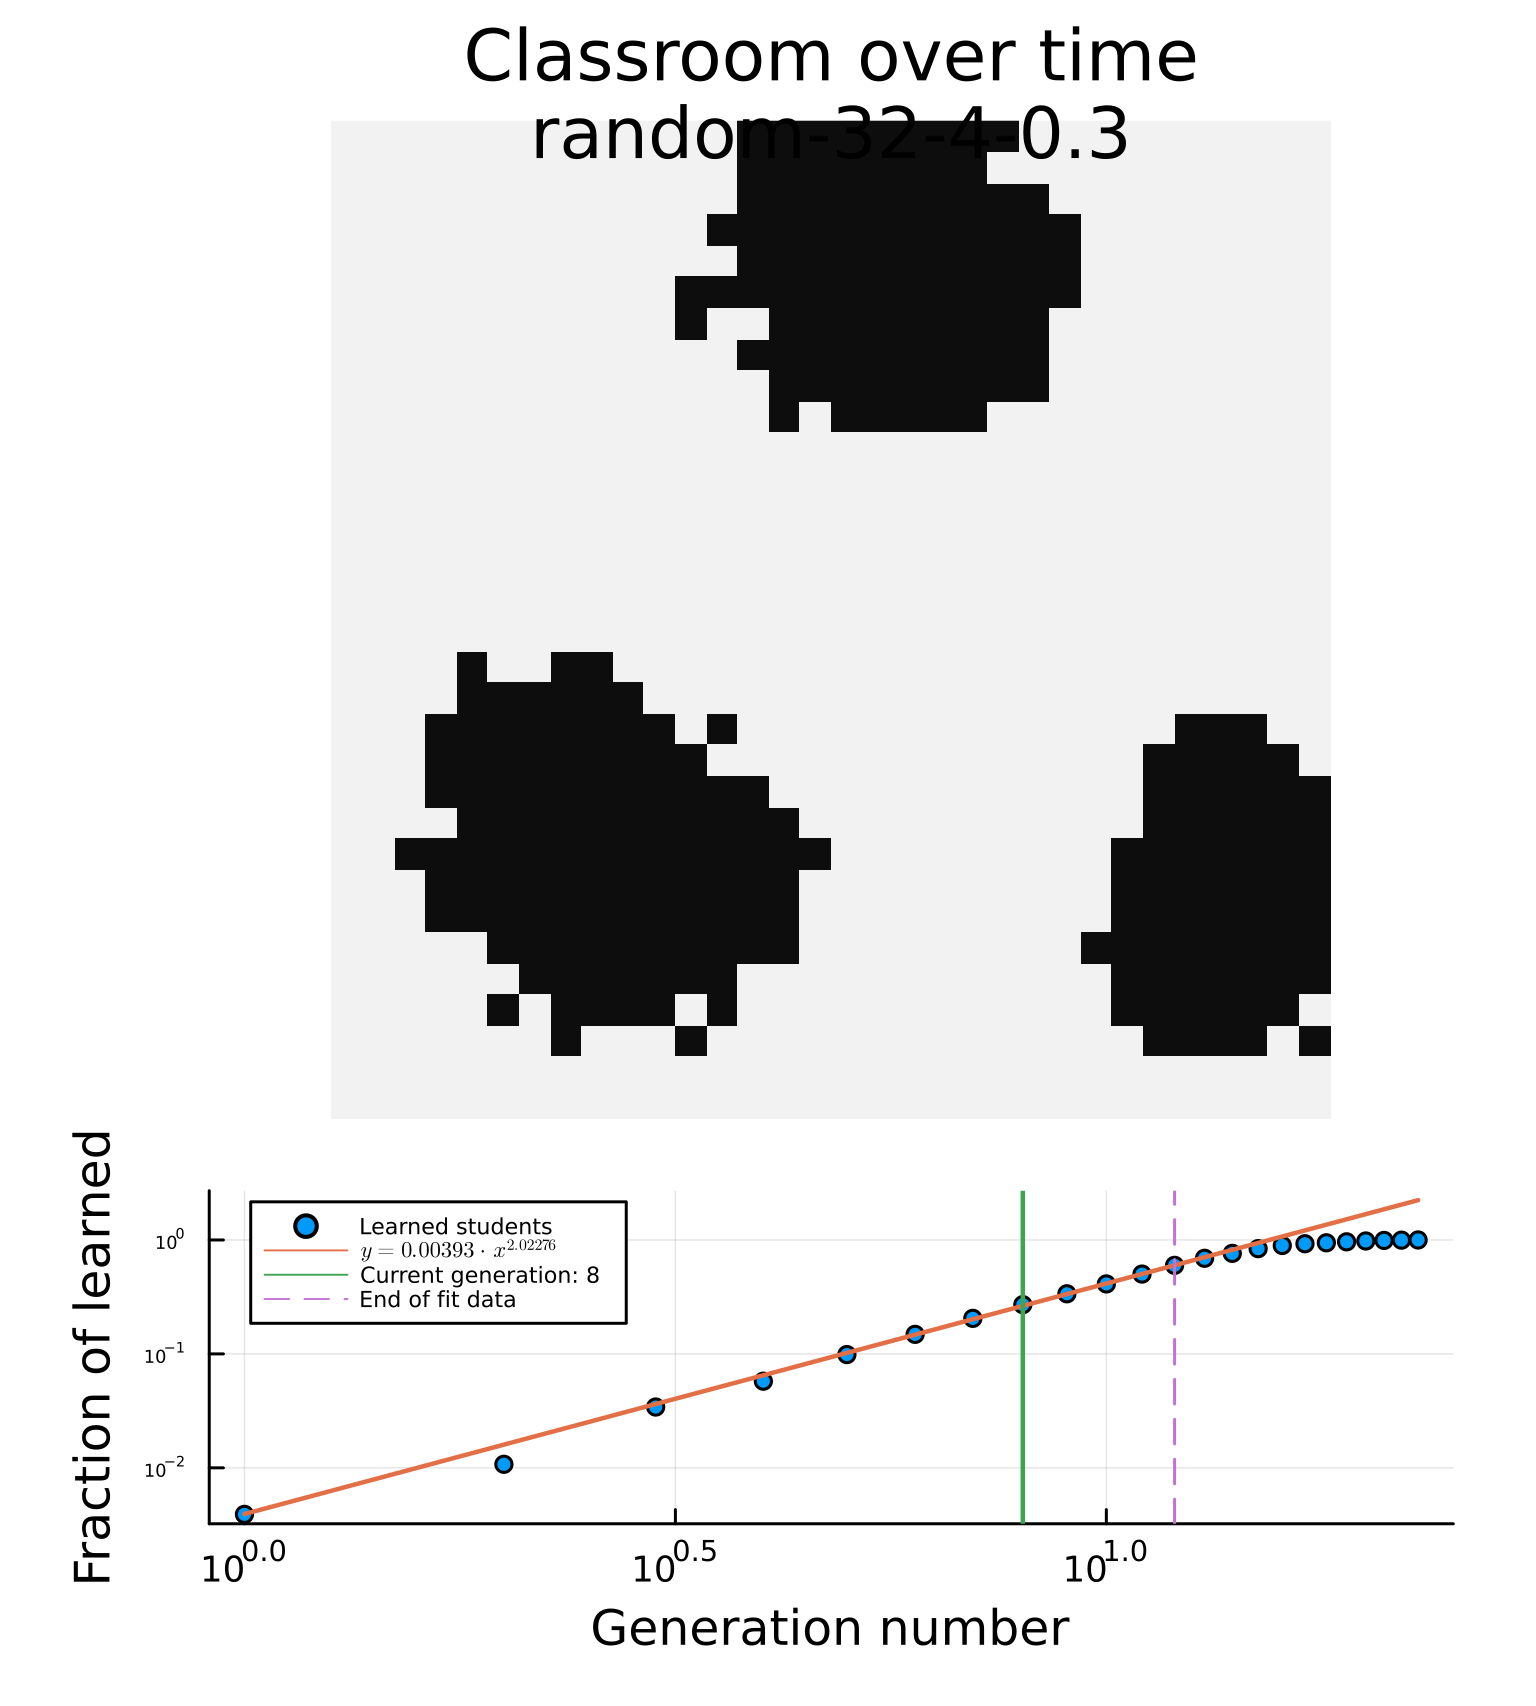 Classroom over time
random-32-4-0.3
Fraction of learned
10⁰
10⁻¹
10⁻²
Learned students
y = 0.00393 · x^2.02276
Current generation: 8
End of fit data
10^0.0
10^0.5
10^1.0
Generation number